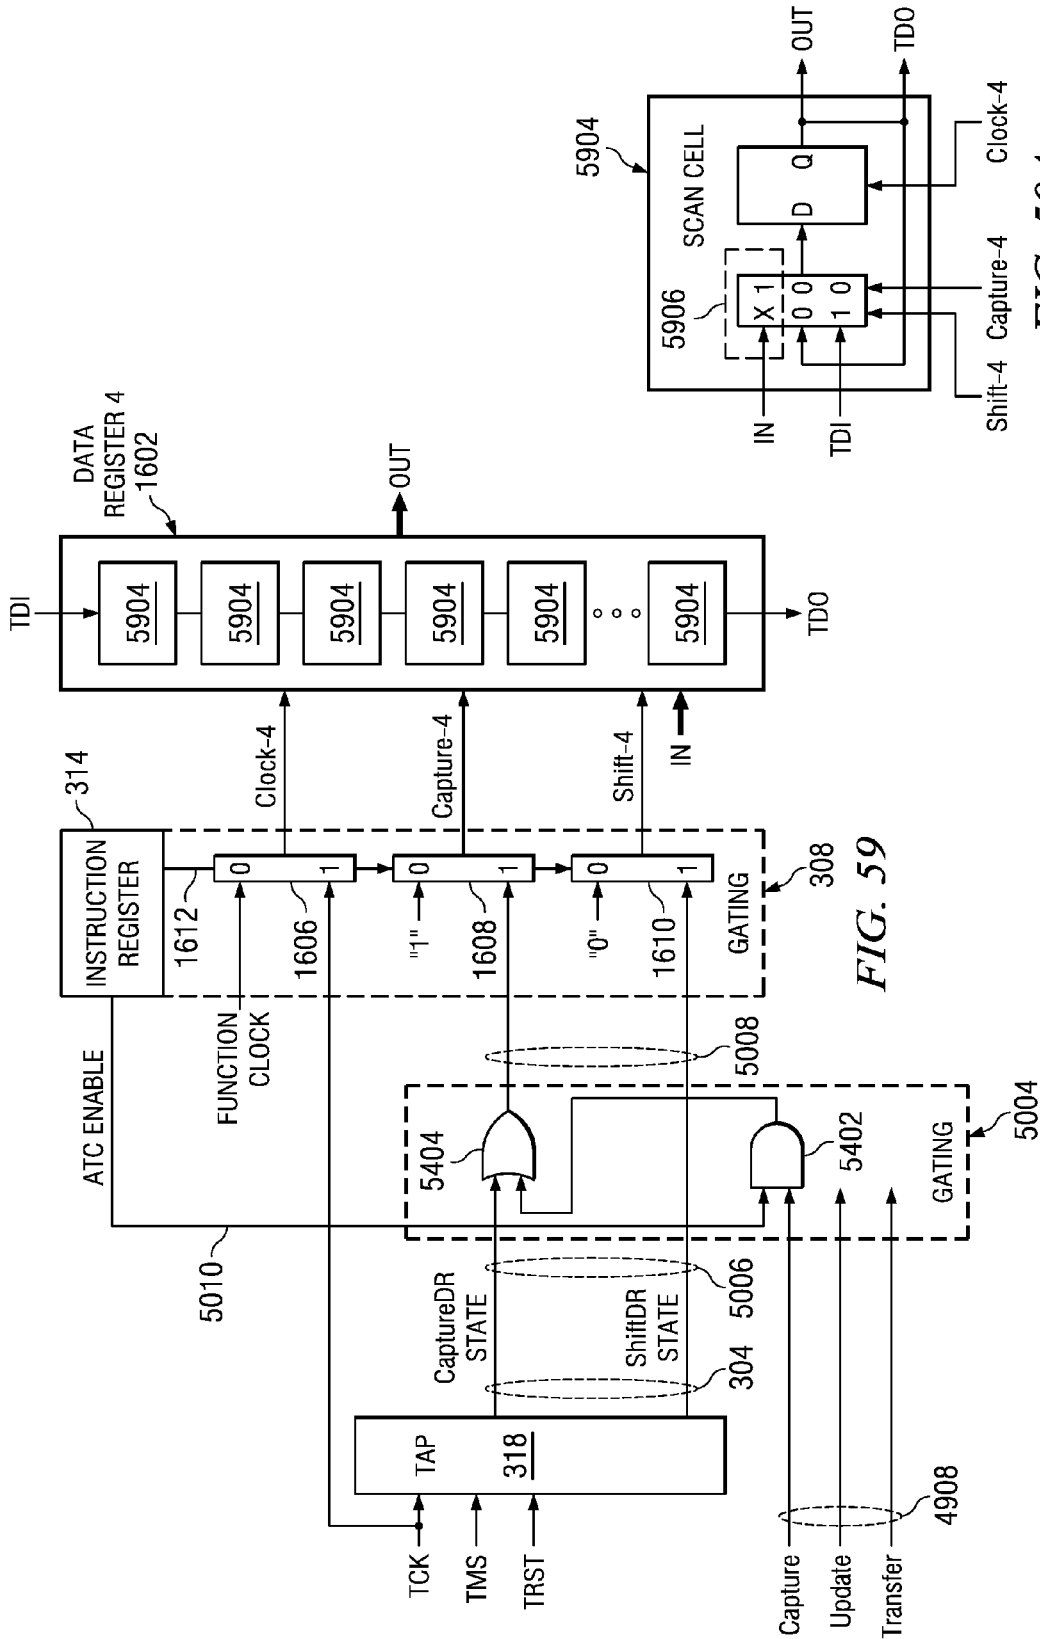 TDI
DATA
REGISTER 4
1602
5904
5904
5904
5904
5904
5904
OUT
TDO
IN
314
INSTRUCTION
REGISTER
1612
0
1
1606
Clock-4
"1"
0
1
1608
Capture-4
"0"
0
1
1610
Shift-4
GATING
308
FIG. 59
ATC ENABLE
FUNCTION
CLOCK
5010
5404
5402
5008
GATING
5004
CaptureDR
STATE
ShiftDR
STATE
5006
304
TAP
318
TCK
TMS
TRST
Capture
Update
Transfer
4908
5904
SCAN CELL
5906
IN
TDI
X 1
0 0
1 0
D Q
OUT
TDO
Shift-4
Capture-4
Clock-4